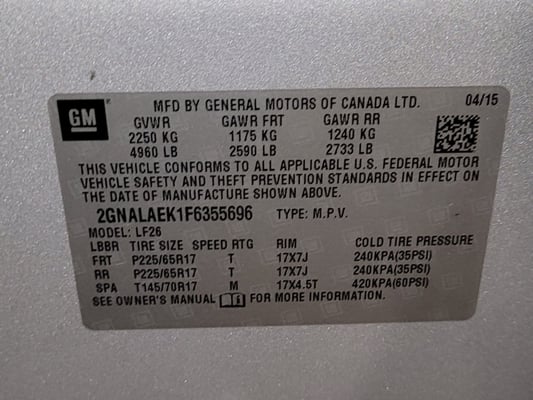 GM
MFD BY GENERAL MOTORS OF CANADA LTD. 04/15
GVWR GAWR FRT GAWR RR
2250 KG 1175 KG 1240 KG
4960 LB 2590 LB 2733 LB
THIS VEHICLE CONFORMS TO ALL APPLICABLE U.S. FEDERAL MOTOR
VEHICLE SAFETY AND THEFT PREVENTION STANDARDS IN EFFECT ON
THE DATE OF MANUFACTURE SHOWN ABOVE.
2GNALAEK1F6355696 TYPE: M.P.V.
MODEL: LF26
LBBR TIRE SIZE SPEED RTG RIM COLD TIRE PRESSURE
FRT P225/65R17 T 17X7J 240KPA(35PSI)
RR P225/65R17 T 17X7J 240KPA(35PSI)
SPA T145/70R17 M 17X4.5T 420KPA(60PSI)
SEE OWNER'S MANUAL FOR MORE INFORMATION.